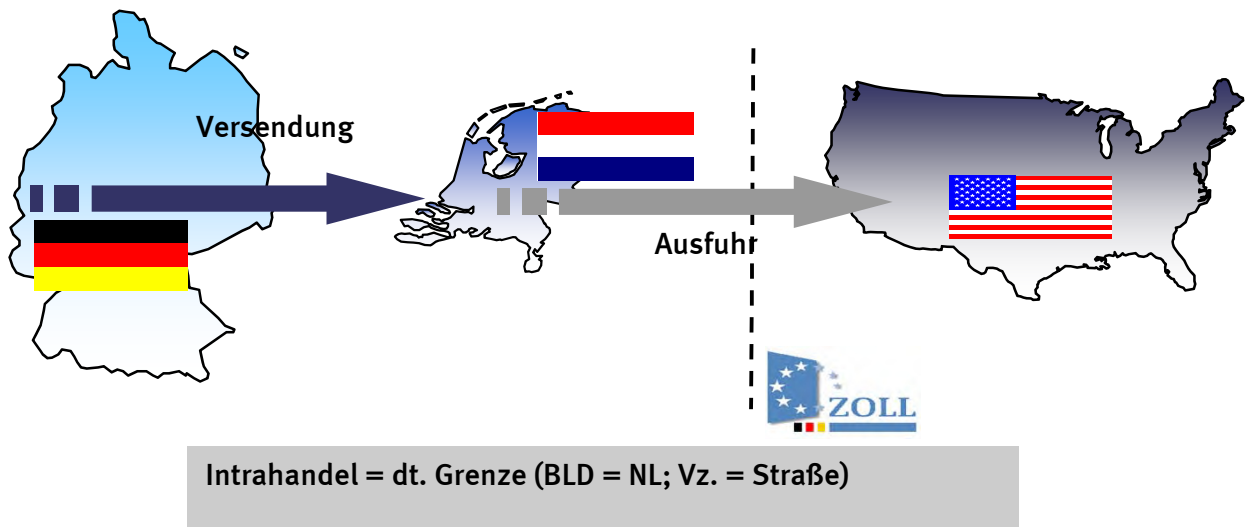 Versendung
Ausfuhr
ZOLL
Intrahandel = dt. Grenze (BLD = NL; Vz. = Straße)